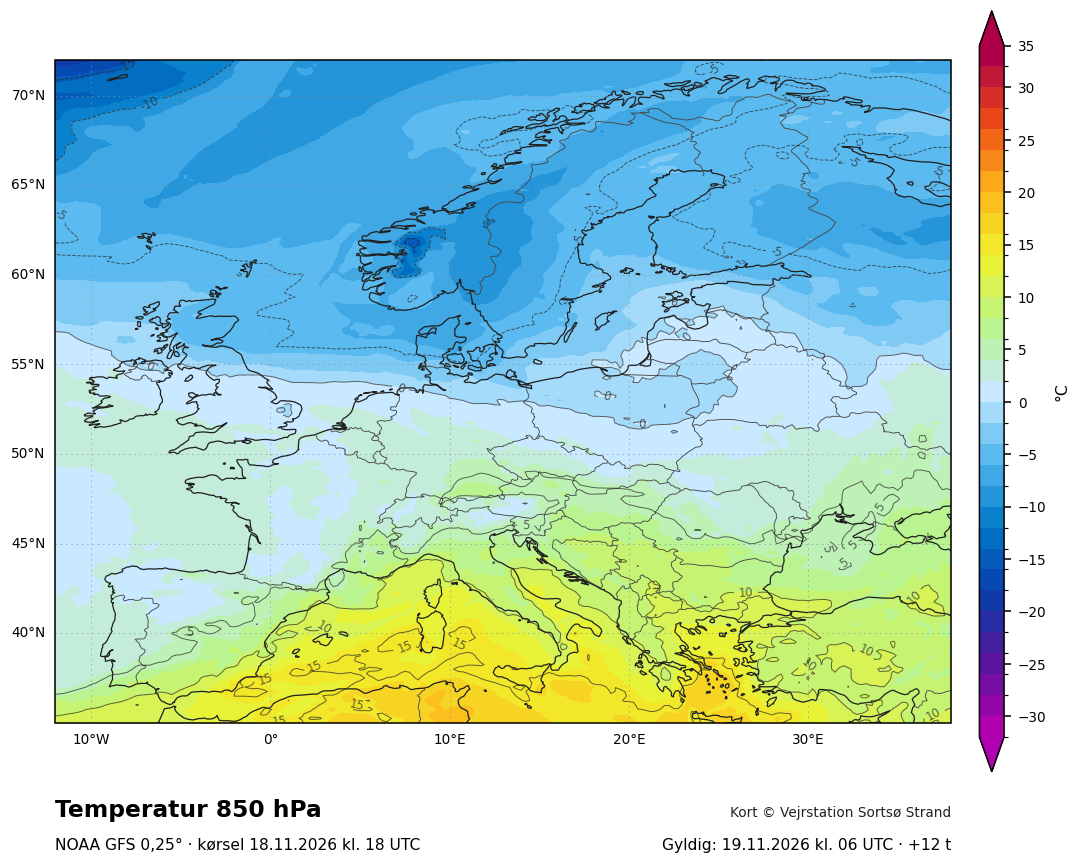 70°N
65°N
60°N
55°N
50°N
45°N
40°N
10°W
0°
10°E
20°E
30°E
35
30
25
20
15
10
5
0
−5
−10
−15
−20
−25
−30
°C
Temperatur 850 hPa
Kort © Vejrstation Sortsø Strand
NOAA GFS 0,25° · kørsel 18.11.2026 kl. 18 UTC
Gyldig: 19.11.2026 kl. 06 UTC · +12 t